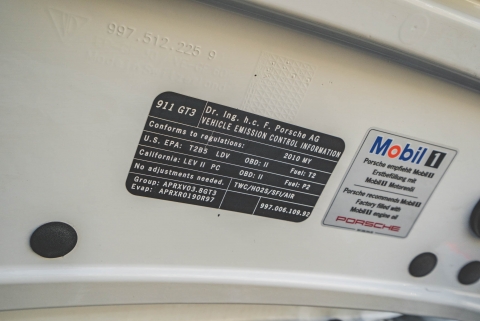 997.512.225 9
911 GT3
Dr. Ing. h.c. F. Porsche AG
VEHICLE EMISSION CONTROL INFORMATION
Conforms to regulations: 2010 MY
U.S. EPA: T2B5 LDV OBD: II Fuel: T2
California: LEV II PC OBD: II Fuel: P2
No adjustments needed. TWC/HO2S/SFI/AIR
Group: APRXV03.8GT3
Evap: APRXR0190R97 997.006.109.92
Mobil 1
Porsche empfiehlt Mobil 1
Erstbefüllung mit
Mobil 1 Motorenöl
Porsche recommends Mobil 1
Factory filled with
Mobil 1 engine oil
PORSCHE